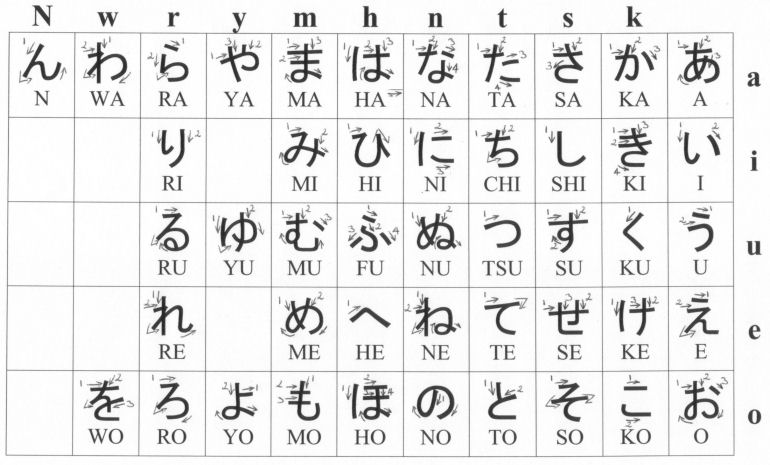 N w r y m h n t s k
ん わ ら や ま は な た さ か あ a
N WA RA YA MA HA NA TA SA KA A
り み ひ に ち し き い i
RI MI HI NI CHI SHI KI I
る ゆ む ふ ぬ つ す く う u
RU YU MU FU NU TSU SU KU U
れ め へ ね て せ け え e
RE ME HE NE TE SE KE E
を ろ よ も ほ の と そ こ お o
WO RO YO MO HO NO TO SO KO O